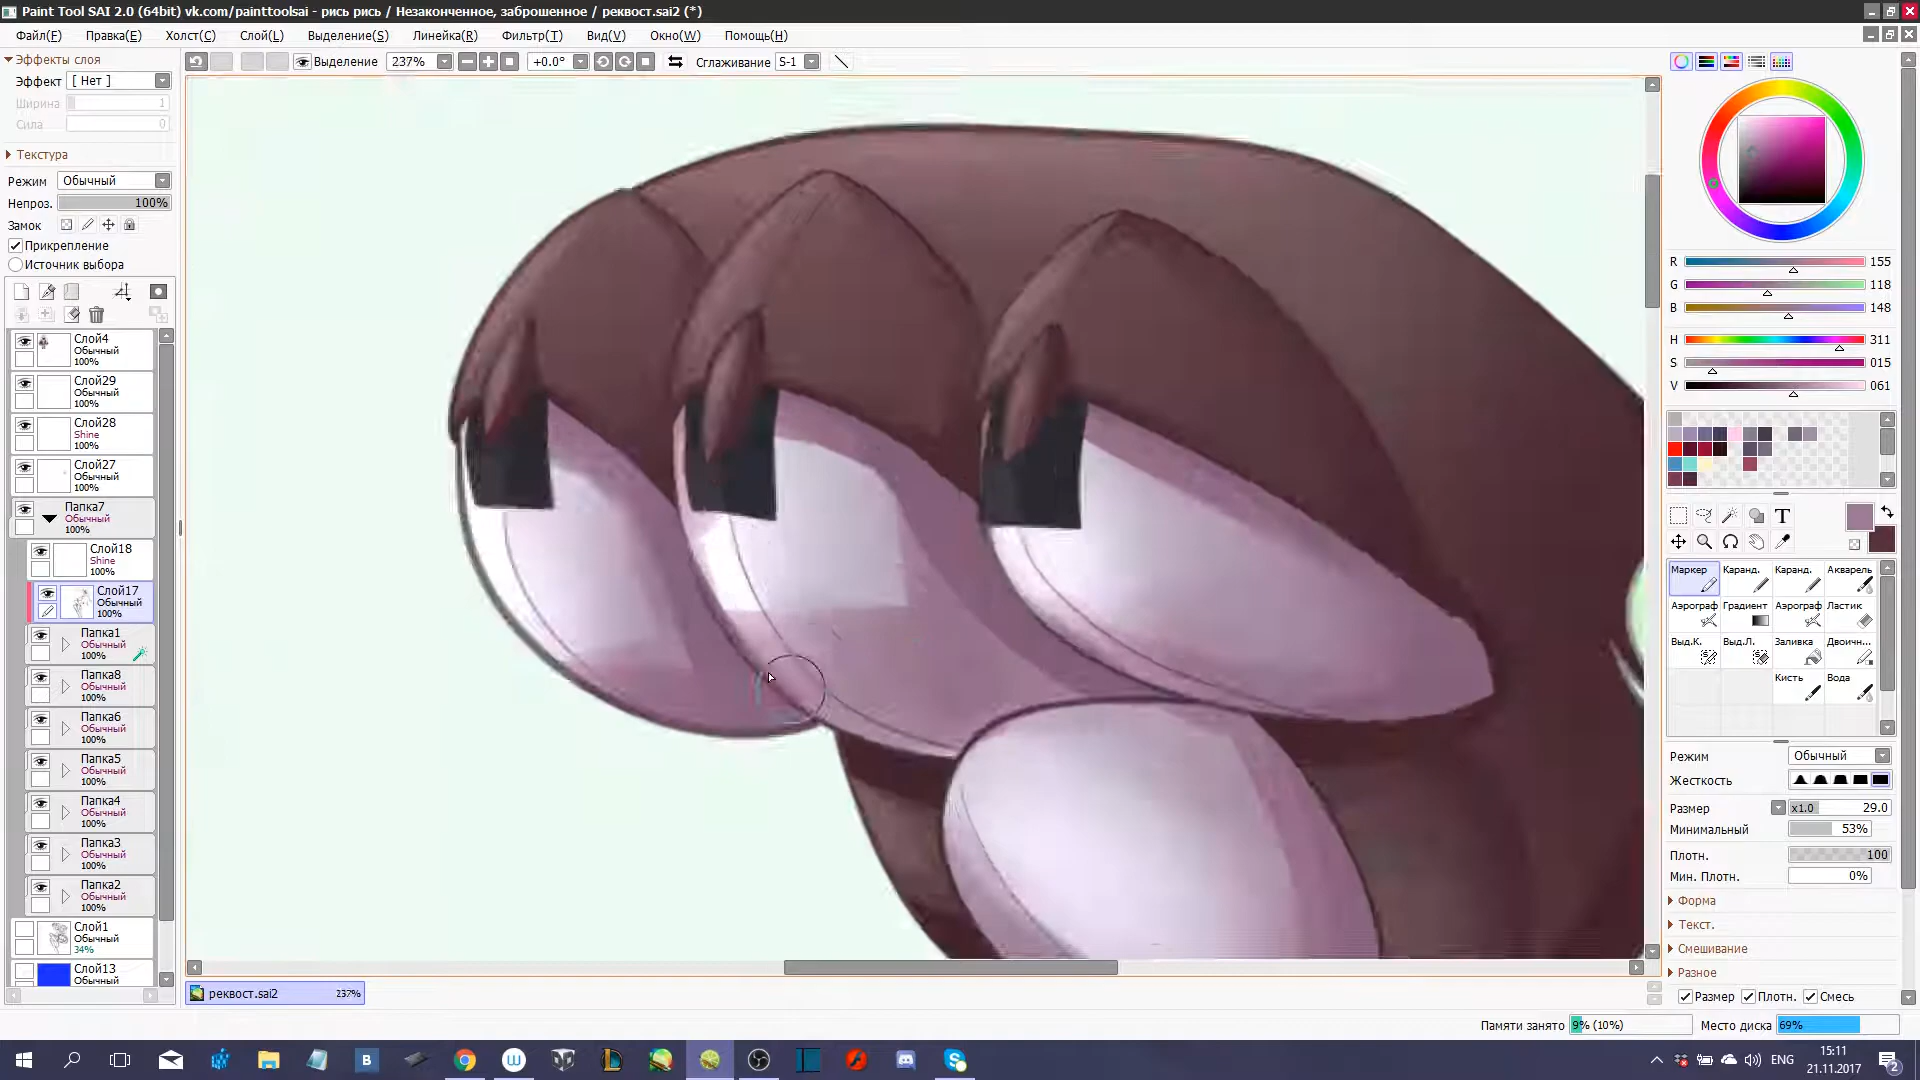 Paint Tool SAI 2.0 (64bit) vk.com/painttoolsai - рись рись / Незаконченное, заброшенное / реквост.sai2 (*)
Файл(F) Правка(E) Холст(C) Слой(L) Выделение(S) Линейка(R) Фильтр(T) Вид(V) Окно(W) Помощь(H)
Выделение 237% +0.0° Сглаживание S-1
Эффекты слоя
Эффект [ Нет ]
Ширина 1
Сила 0
Текстура
Режим Обычный
Непроз. 100%
Замок
Прикрепление
Источник выбора
Слой4
Обычный
100%
Слой29
Обычный
100%
Слой28
Shine
100%
Слой27
Обычный
100%
Папка7
Обычный
100%
Слой18
Shine
100%
Слой17
Обычный
100%
Папка1
Обычный
100%
Папка8
Обычный
100%
Папка6
Обычный
100%
Папка5
Обычный
100%
Папка4
Обычный
100%
Папка3
Обычный
100%
Папка2
Обычный
100%
Слой1
Обычный
34%
Слой13
Обычный
R 155
G 118
B 148
H 311
S 015
V 061
T
Маркер Каранд. Каранд. Акварель
Аэрограф Градиент Аэрограф Ластик
Выд.К. Выд.Л. Заливка Двоичн...
Кисть Вода
Режим Обычный
Жесткость
Размер x1.0 29.0
Минимальный 53%
Плотн. 100
Мин. Плотн. 0%
Форма
Текст.
Смешивание
Разное
Размер Плотн. Смесь
реквост.sai2 237%
Памяти занято 9% (10%) Место диска 69%
ENG
15:11
21.11.2017
2